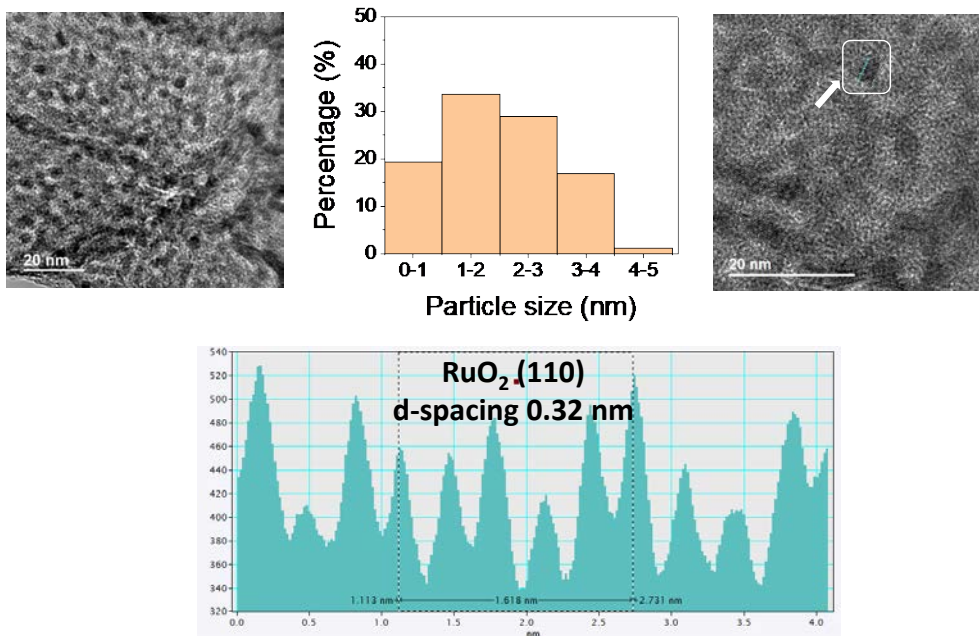 20 nm
Percentage (%)
50
40
30
20
10
0
0-1 1-2 2-3 3-4 4-5
Particle size (nm)
20 nm
RuO₂ (110)
d-spacing 0.32 nm
540
520
500
480
460
440
420
400
380
360
340
320
1.113 nm 1.618 nm 2.731 nm
0.0 0.5 1.0 1.5 2.0 2.5 3.0 3.5 4.0
nm